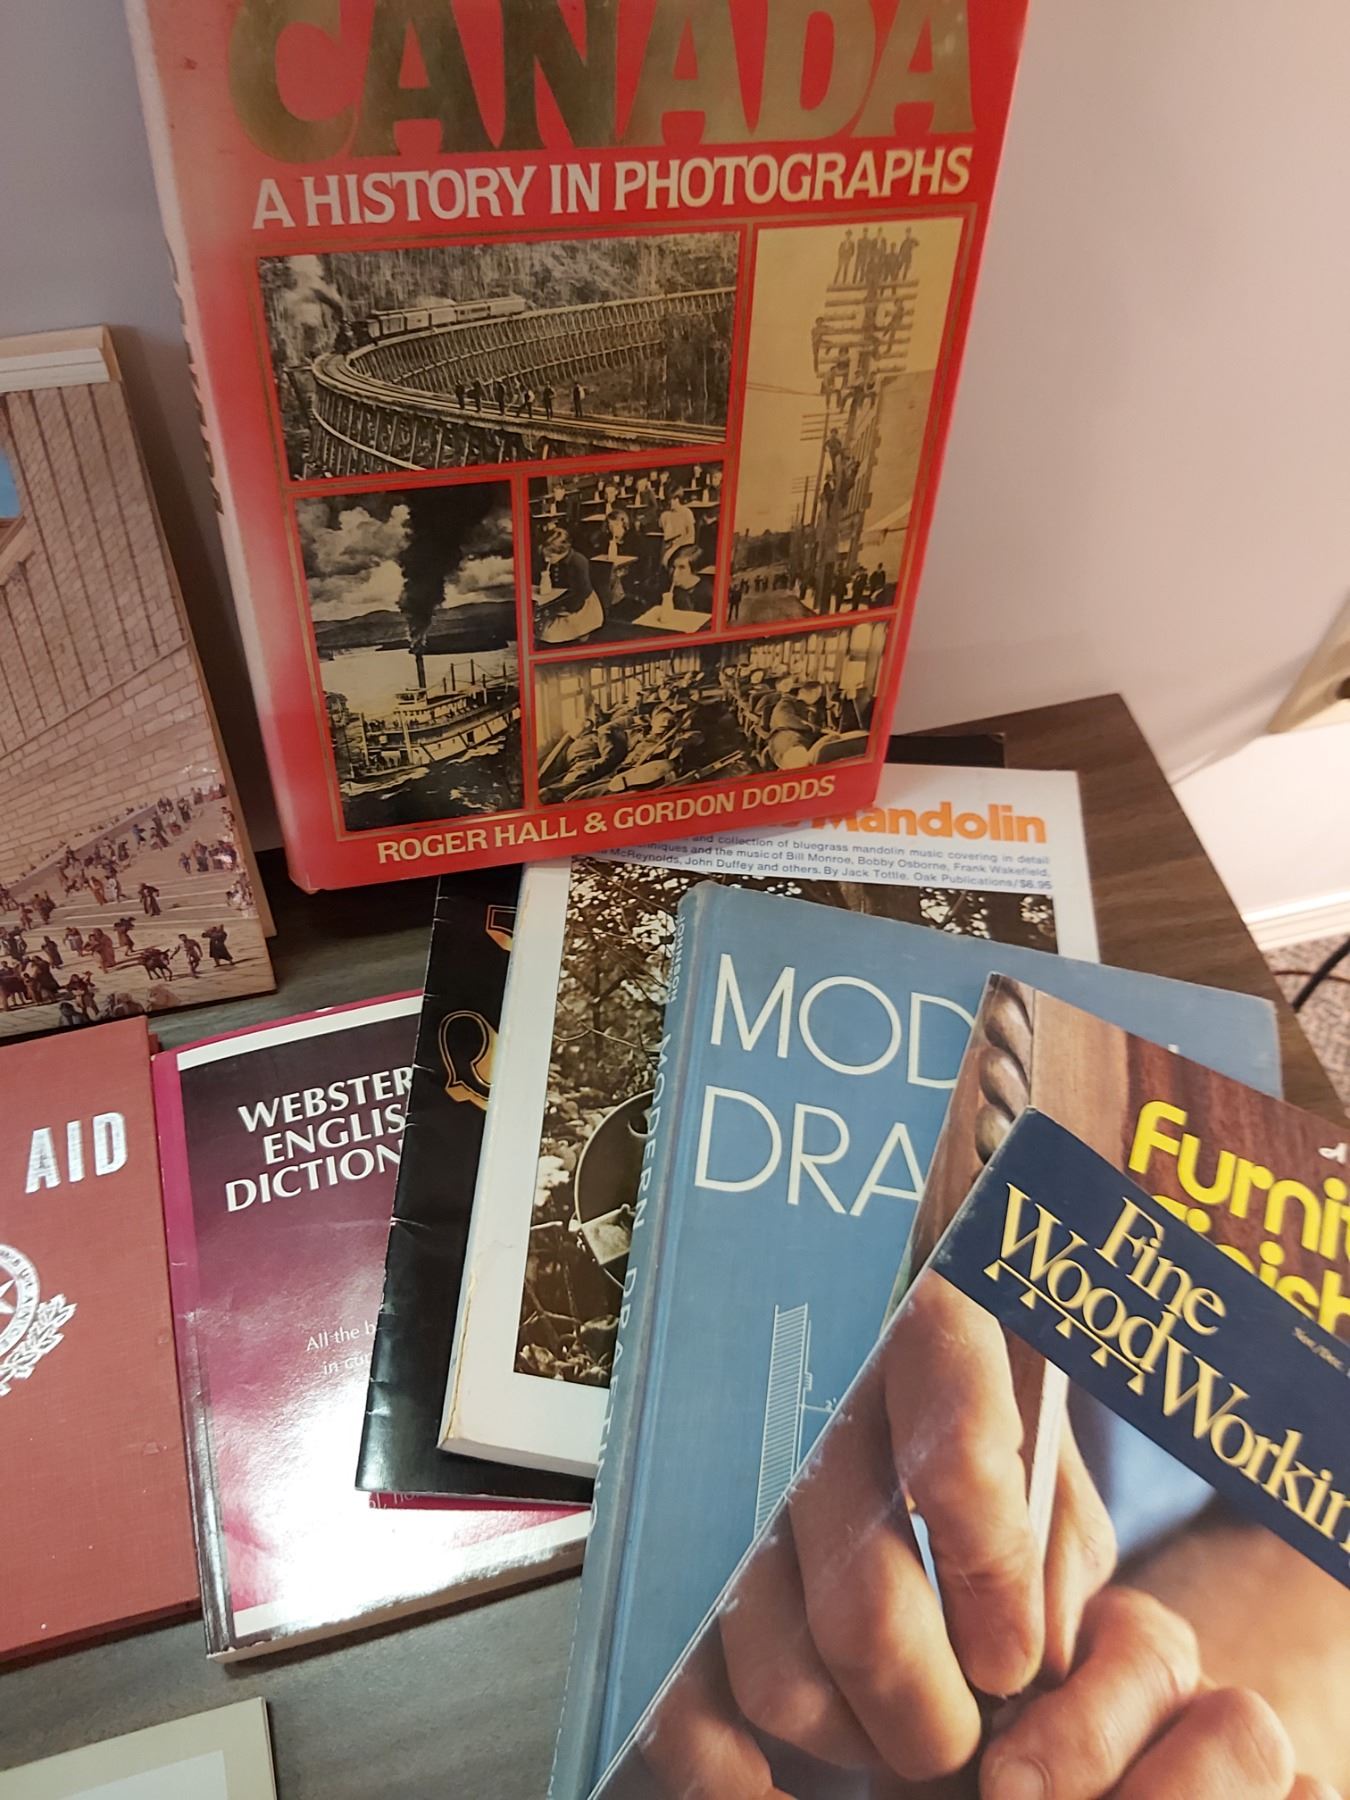 CANADA
A HISTORY IN PHOTOGRAPHS
ROGER HALL & GORDON DODDS
Mandolin
and collection of bluegrass mandolin music covering in detail
and the music of Bill Monroe, Bobby Osborne, Frank Wakefield,
McReynolds, John Duffey and others. By Jack Tottle. Oak Publications/$6.95
AID
WEBSTER
ENGLIS
DICTION
All the b
in cu
JOHNSON MODERN DRAFTING
MOD
DRA
Furnit
Finish
Fine
WoodWorkin